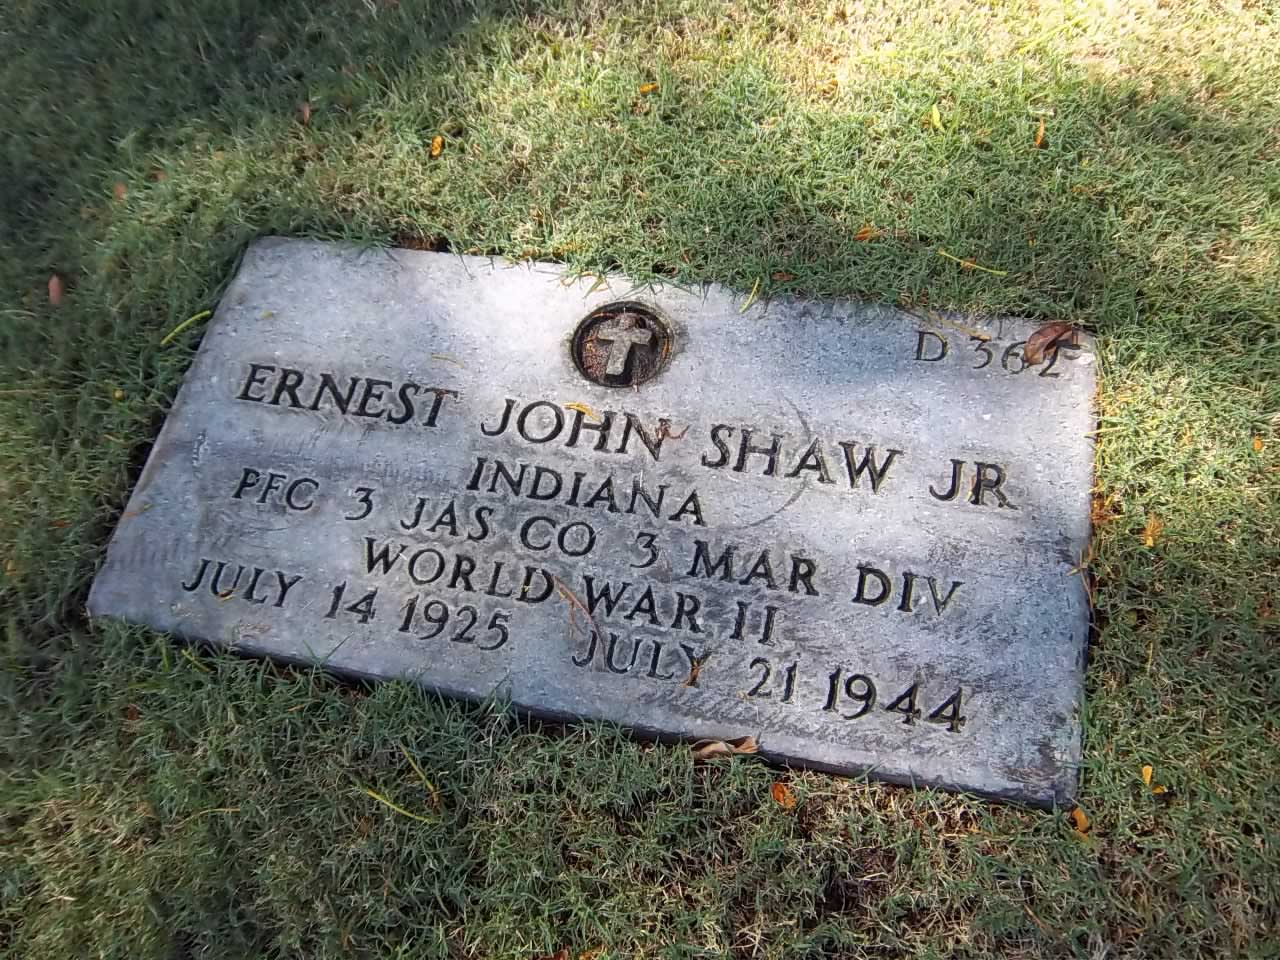 D 362
ERNEST JOHN SHAW JR
INDIANA
PFC 3 JAS CO 3 MAR DIV
WORLD WAR II
JULY 14 1925 JULY 21 1944